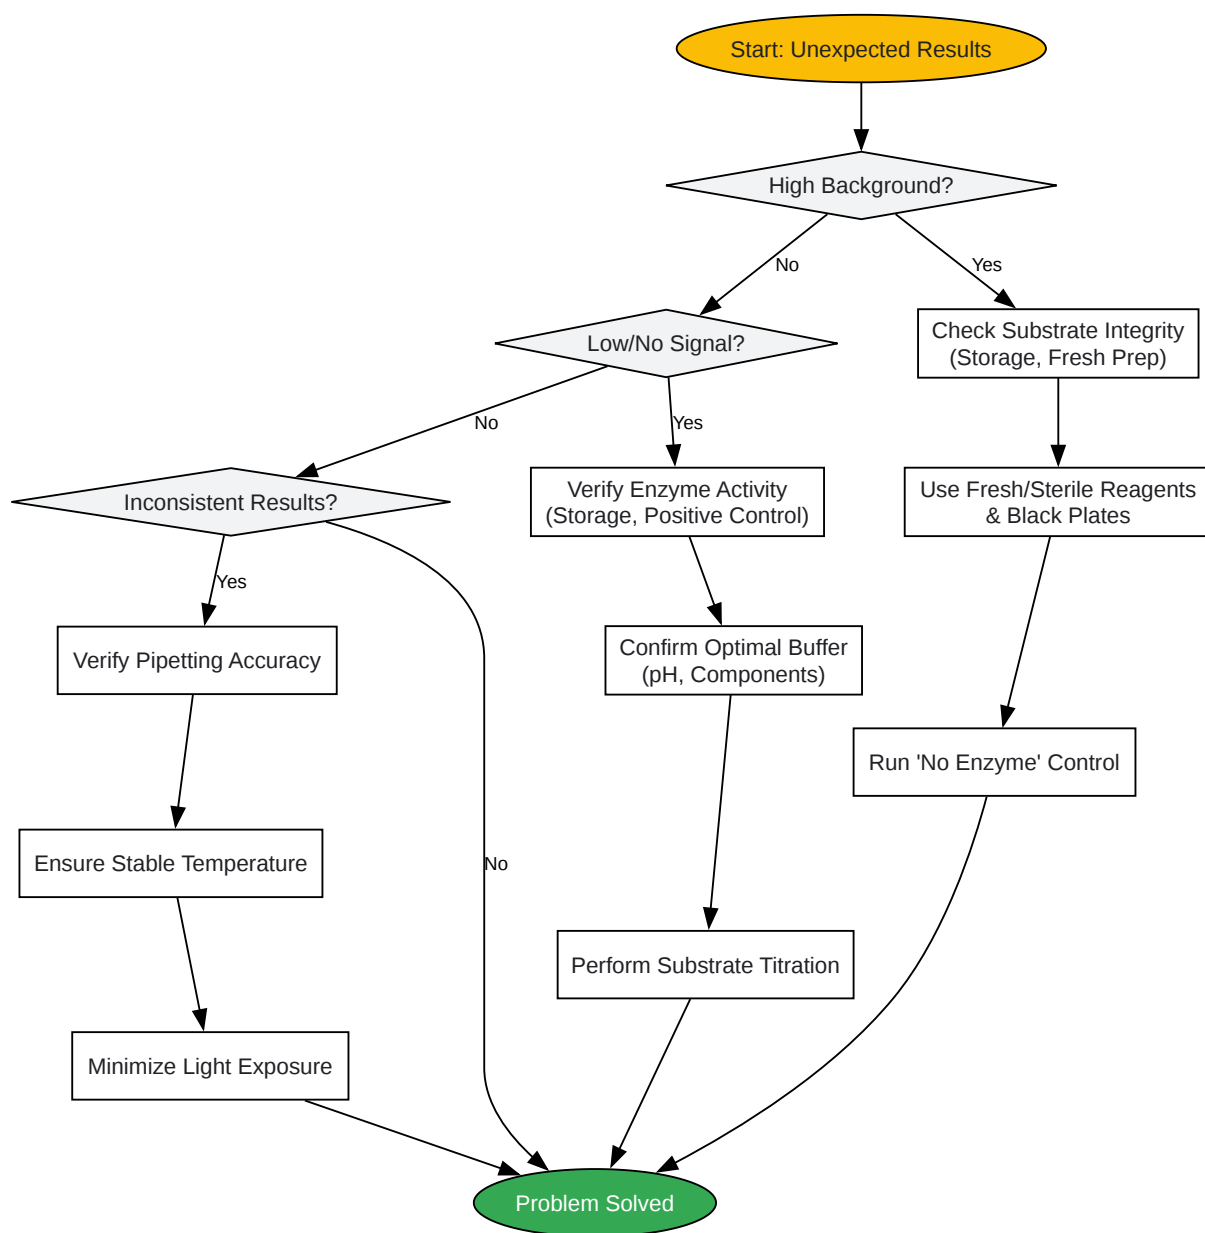 Start: Unexpected Results
High Background?
No
Yes
Low/No Signal?
Check Substrate Integrity
(Storage, Fresh Prep)
No
Yes
Inconsistent Results?
Verify Enzyme Activity
(Storage, Positive Control)
Use Fresh/Sterile Reagents
& Black Plates
Yes
Verify Pipetting Accuracy
Confirm Optimal Buffer
(pH, Components)
Run 'No Enzyme' Control
Ensure Stable Temperature
No
Perform Substrate Titration
Minimize Light Exposure
Problem Solved